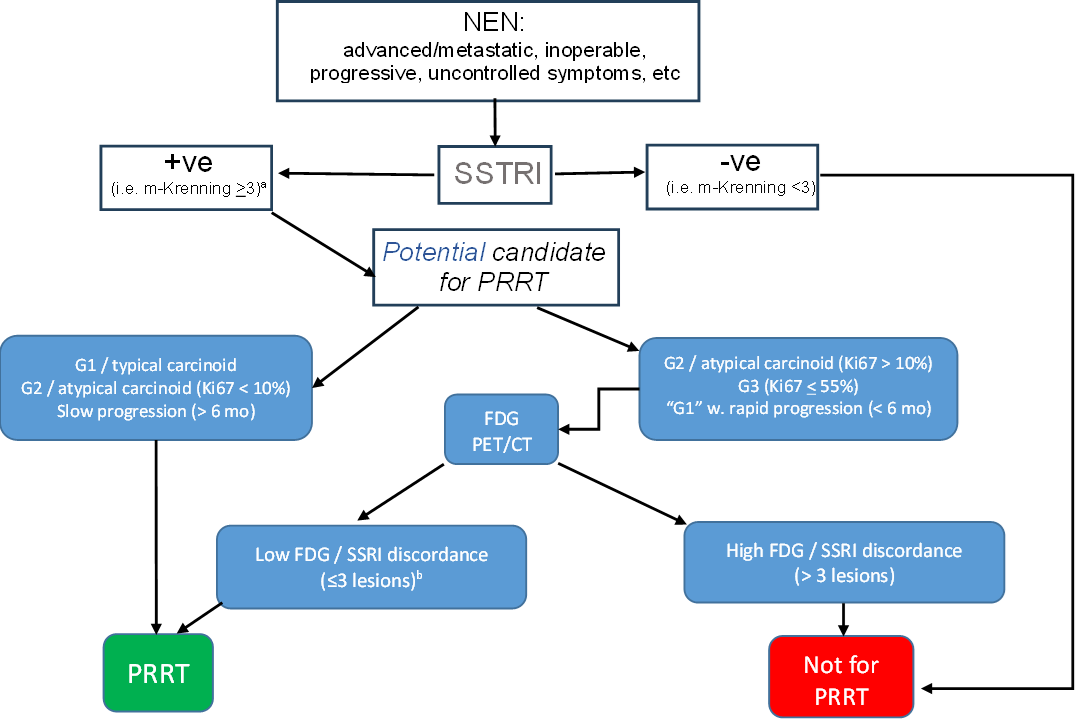 NEN:
advanced/metastatic, inoperable,
progressive, uncontrolled symptoms, etc
+ve
(i.e. m-Krenning ≥3)ᵃ
SSTRI
-ve
(i.e. m-Krenning <3)
Potential candidate
for PRRT
G1 / typical carcinoid
G2 / atypical carcinoid (Ki67 < 10%)
Slow progression (> 6 mo)
G2 / atypical carcinoid (Ki67 > 10%)
G3 (Ki67 ≤ 55%)
“G1” w. rapid progression (< 6 mo)
FDG
PET/CT
Low FDG / SSRI discordance
(≤3 lesions)ᵇ
High FDG / SSRI discordance
(> 3 lesions)
PRRT
Not for
PRRT